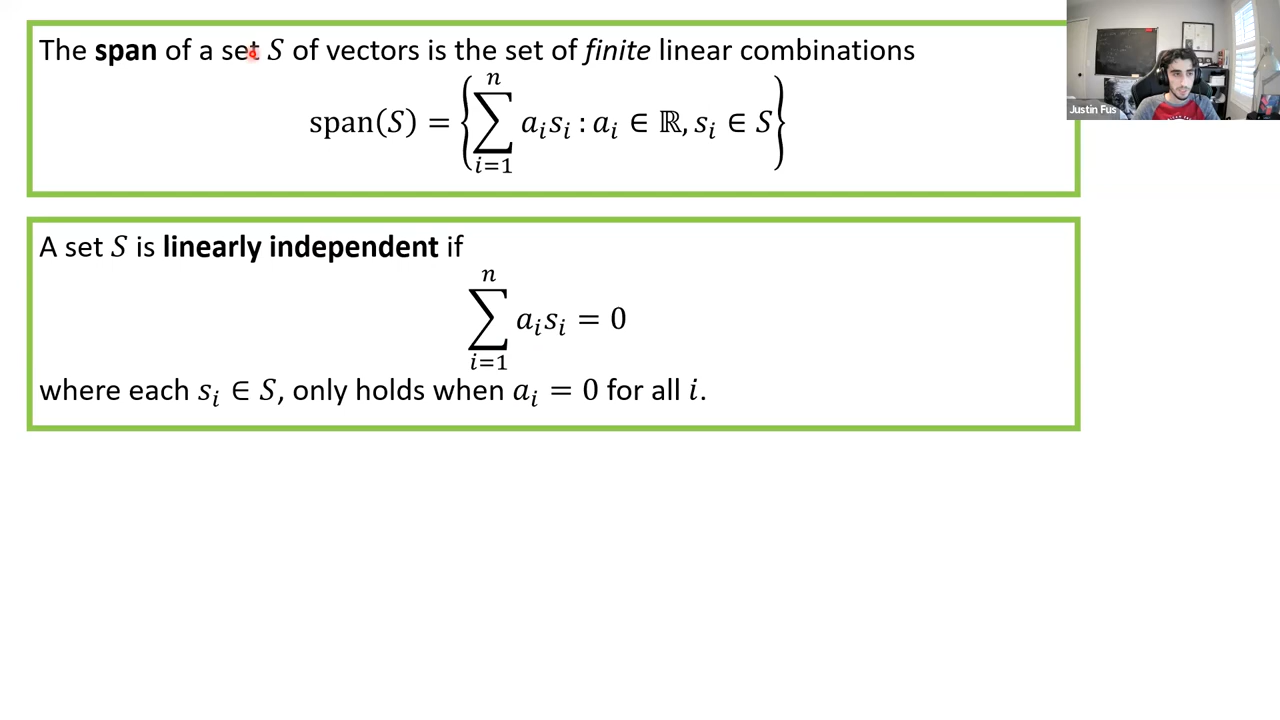 The span of a set S of vectors is the set of finite linear combinations
span(S) = {∑_{i=1}^{n} a_i s_i : a_i ∈ ℝ, s_i ∈ S}
A set S is linearly independent if
∑_{i=1}^{n} a_i s_i = 0
where each s_i ∈ S, only holds when a_i = 0 for all i.
Justin Fus